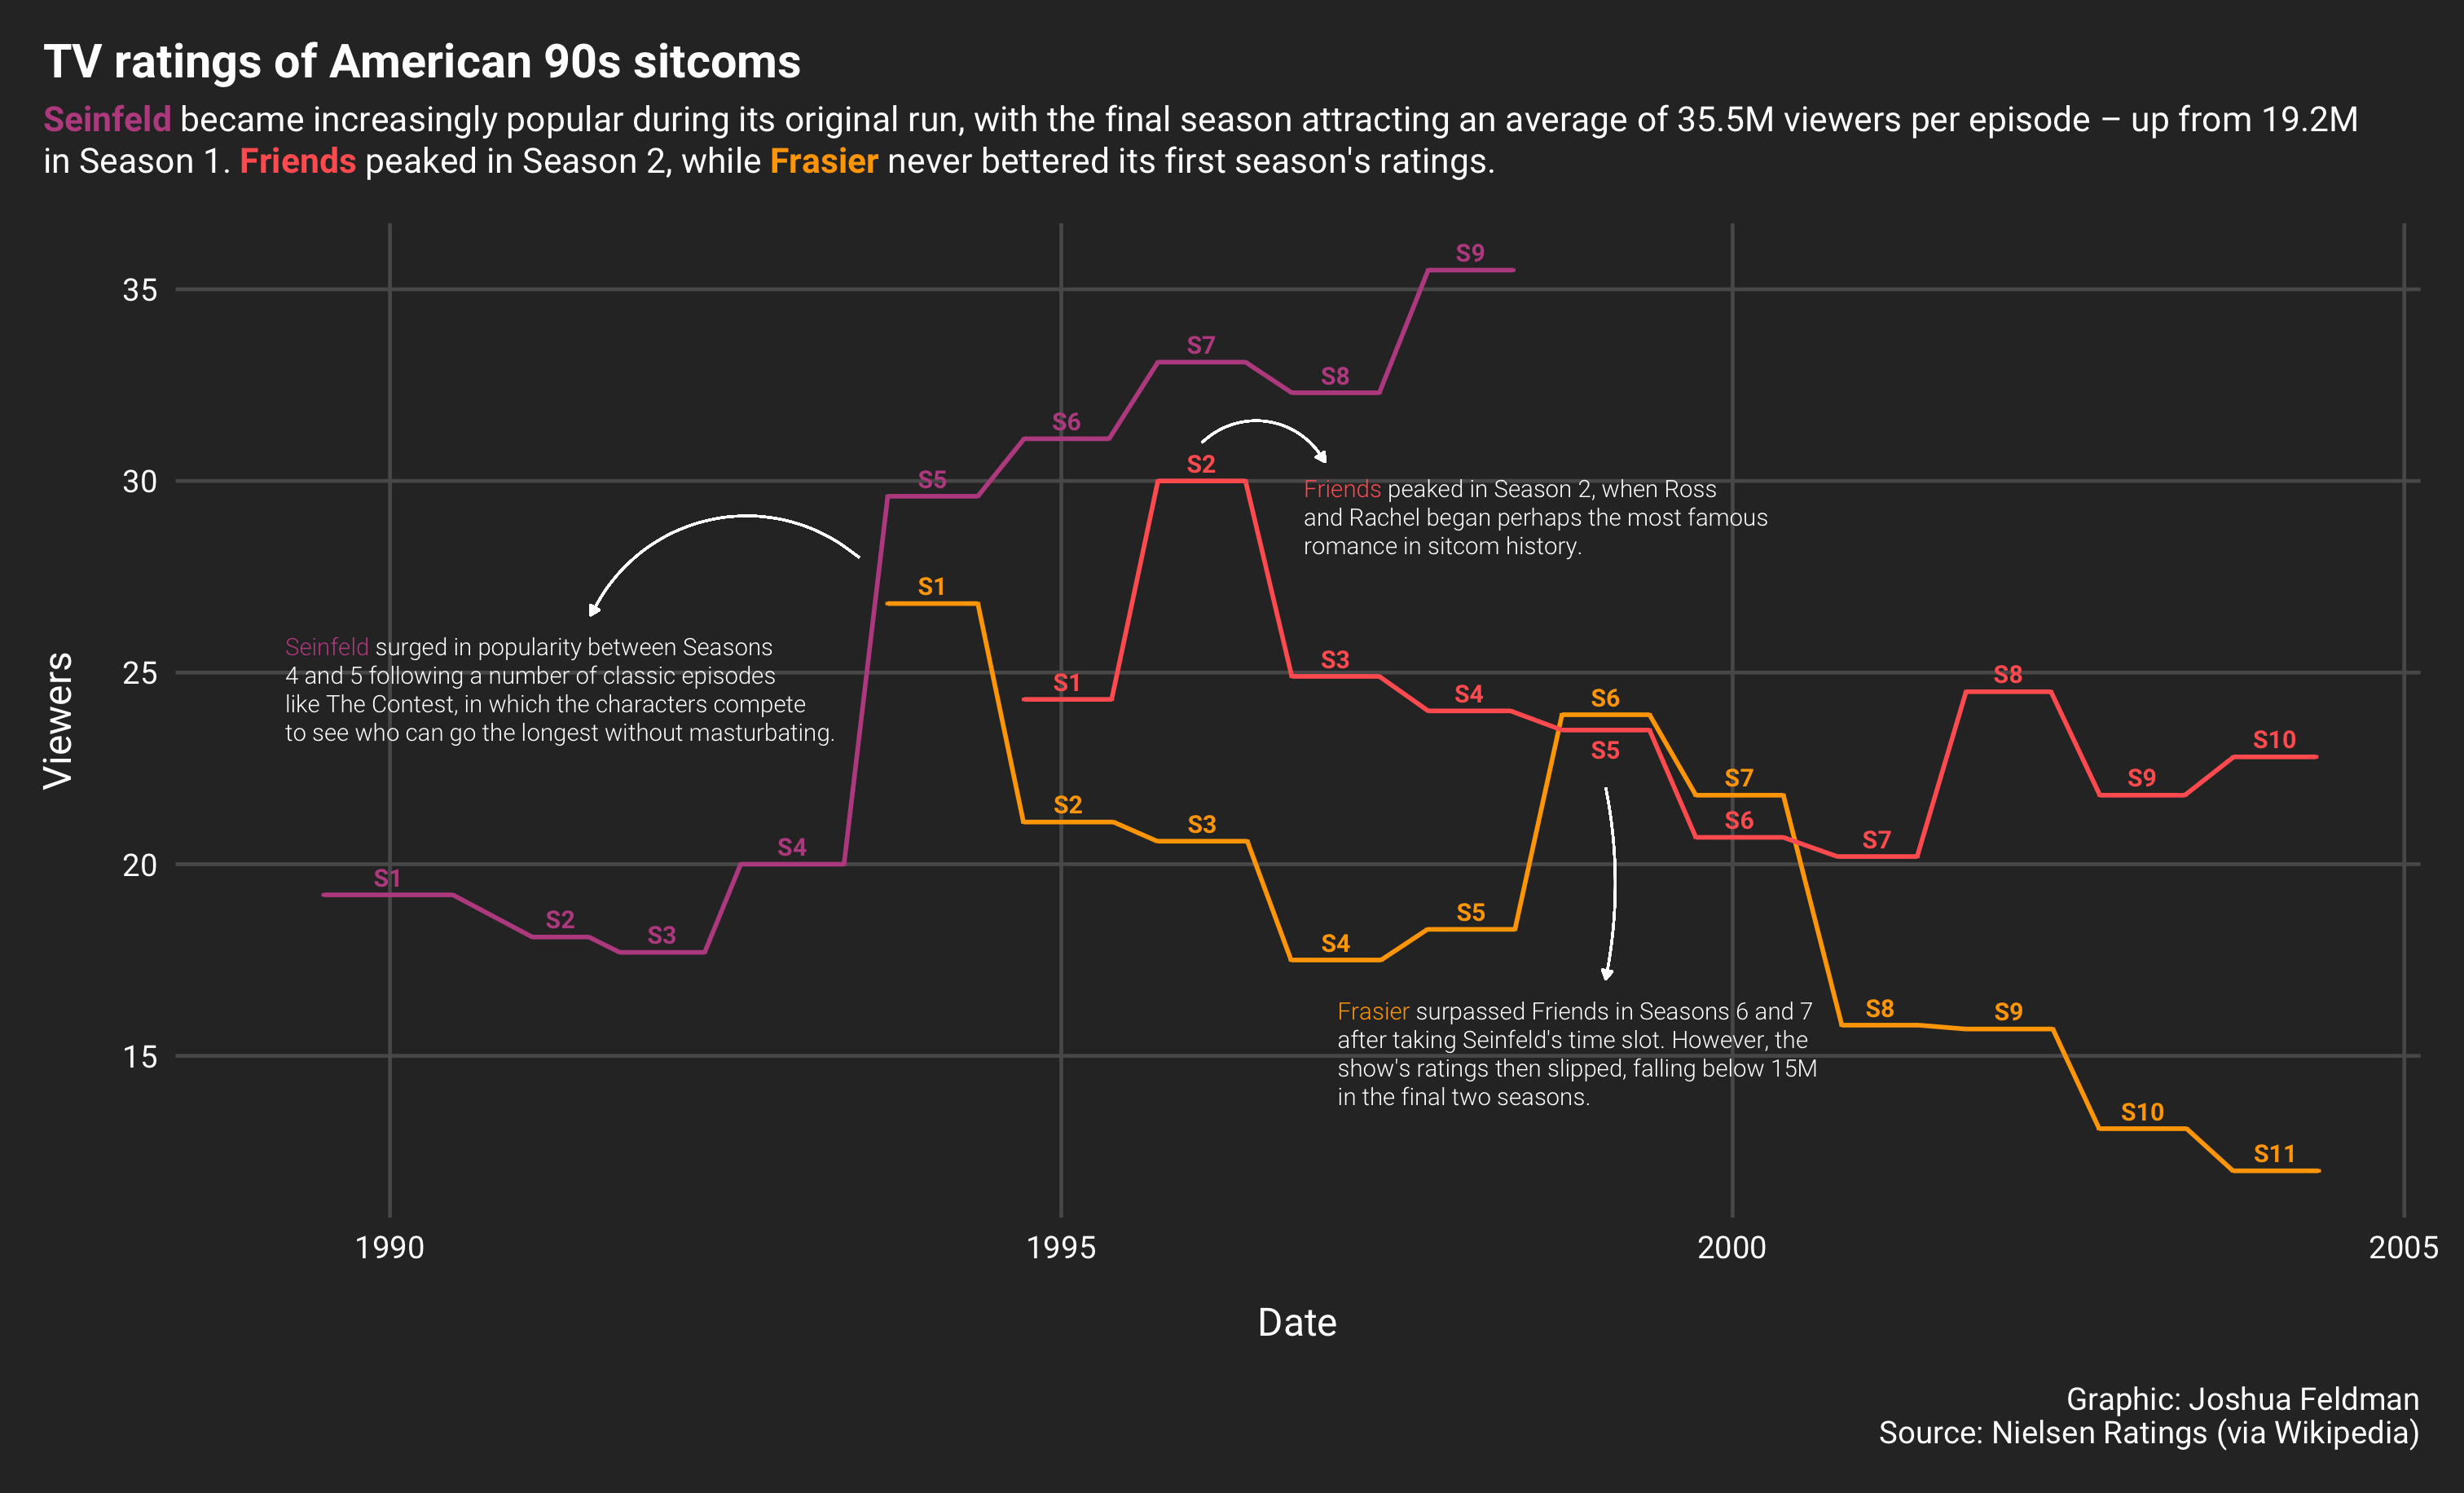 TV ratings of American 90s sitcoms
Seinfeld became increasingly popular during its original run, with the final season attracting an average of 35.5M viewers per episode – up from 19.2M
in Season 1. Friends peaked in Season 2, while Frasier never bettered its first season's ratings.
S9
35
S7
S8
S6
S2
S5
30
Friends peaked in Season 2, when Ross
and Rachel began perhaps the most famous
romance in sitcom history.
S1
Seinfeld surged in popularity between Seasons
4 and 5 following a number of classic episodes
like The Contest, in which the characters compete
to see who can go the longest without masturbating.
Viewers
25
S3
S8
S1
S4
S6
S10
S5
S7
S9
S2
S6
S3
S7
S4
20
S1
S5
S2
S3
S4
Frasier surpassed Friends in Seasons 6 and 7
after taking Seinfeld's time slot. However, the
show's ratings then slipped, falling below 15M
in the final two seasons.
S8
S9
15
S10
S11
1990
1995
2000
2005
Date
Graphic: Joshua Feldman
Source: Nielsen Ratings (via Wikipedia)